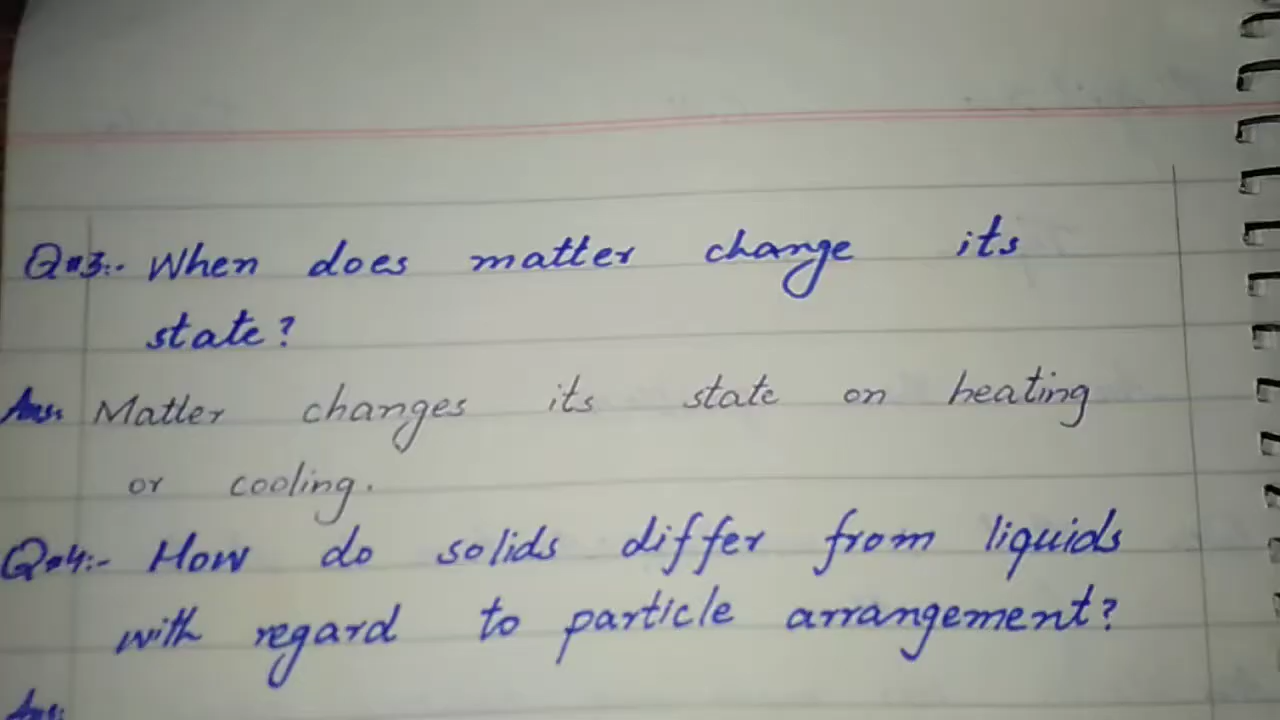 Q#3:- When does matter change its
state?
Ans: Matter changes its state on heating
or cooling.
Q#4:- How do solids differ from liquids
with regard to particle arrangement?
Ans: